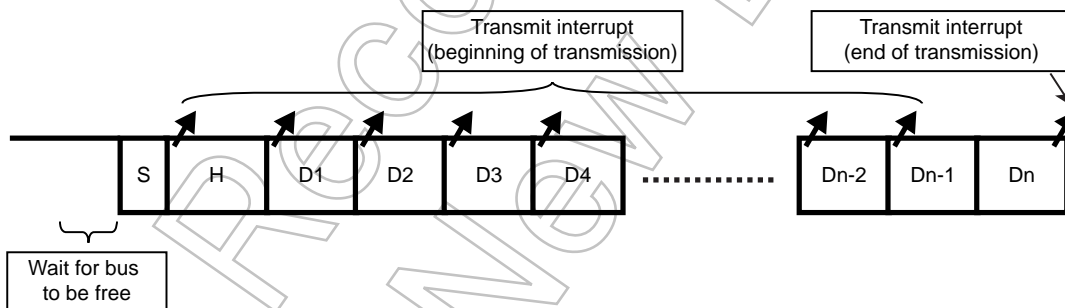 Transmit interrupt
(beginning of transmission)
Transmit interrupt
(end of transmission)
S H D1 D2 D3 D4 Dn-2 Dn-1 Dn
Wait for bus
to be free